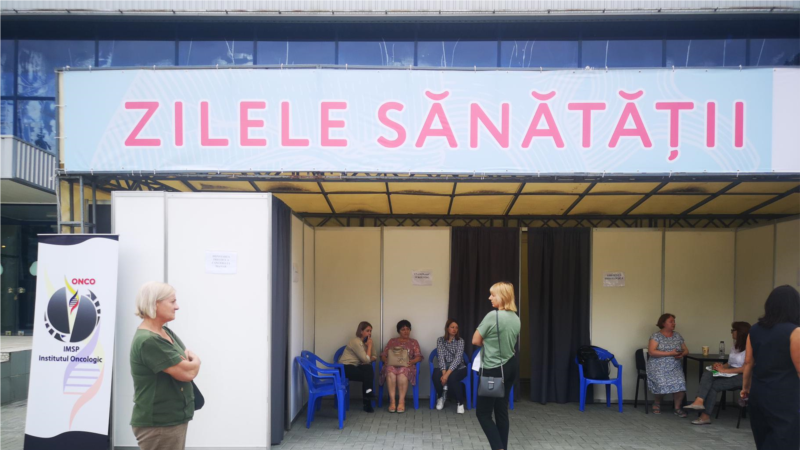 ZILELE SĂNĂTĂȚII
ONCO
IMSP
Institutul Oncologic